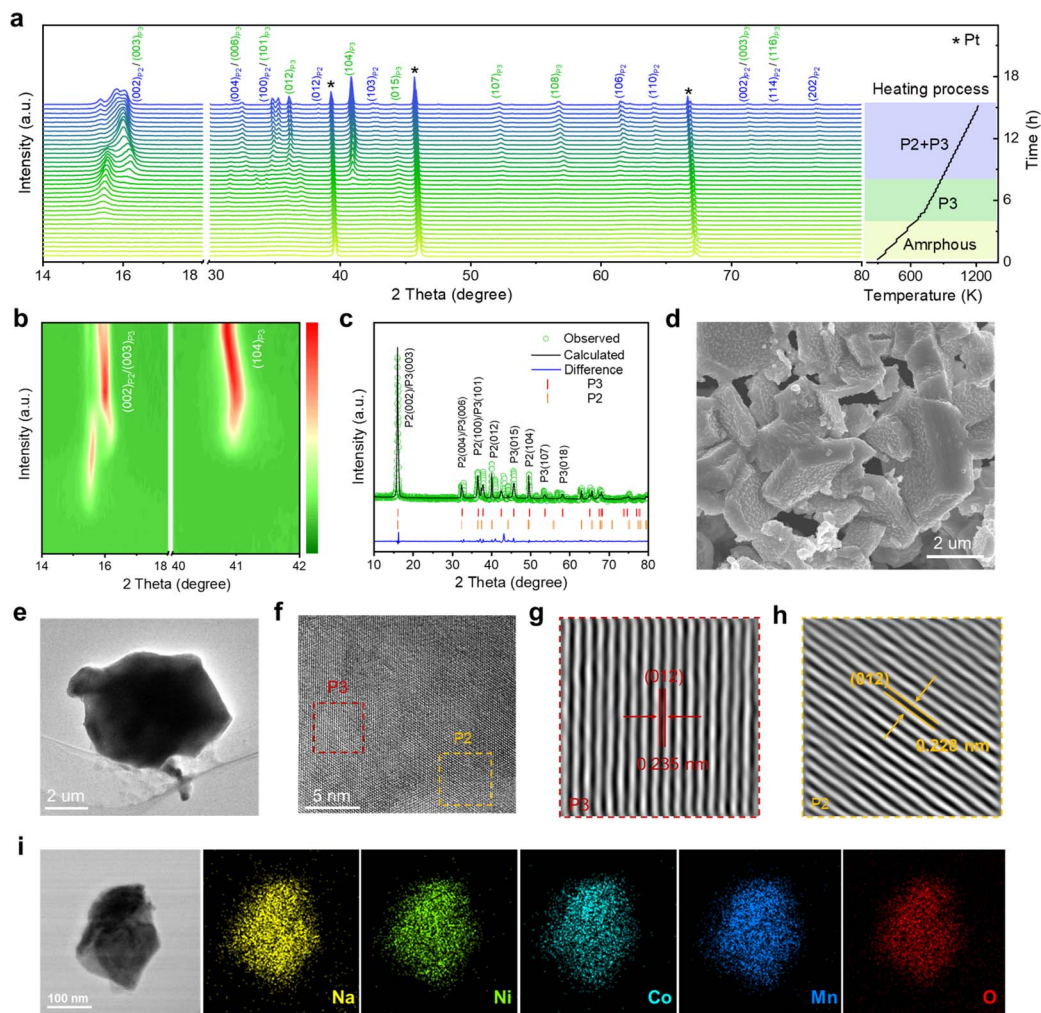 a
Intensity (a.u.)
(002)P2/ (003)P3
(004)P2 / (006)P3
(100)P2 / (101)P3
(012)P3
(012)P2
(104)P3
(103)P2
(015)P3
(107)P3
(108)P3
(106)P2
(110)P2
(002)P2 / (003)P3
(114)P2 / (116)P3
(202)P2
* Pt
*
*
*
14 16 18 30 40 50 60 70 80
2 Theta (degree)
Heating process
P2+P3
P3
Amrphous
600 1200
Temperature (K)
18
12
6
0
Time (h)
b
Intensity (a.u.)
(002)P2/(003)P3
(104)P3
14 16 18 40 41 42
2 Theta (degree)
c
Intensity (a.u.)
Observed
Calculated
Difference
P3
P2
P2(002)/P3(003)
P2(004)/P3(006)
P2(100)/P3(101)
P2(012)
P3(015)
P2(104)
P3(107)
P3(018)
10 20 30 40 50 60 70 80
2 Theta (degree)
d
2 um
e
2 um
f
P3
P2
5 nm
g
(012)
0.235 nm
P3
h
(012)
0.228 nm
P2
i
100 nm
Na
Ni
Co
Mn
O